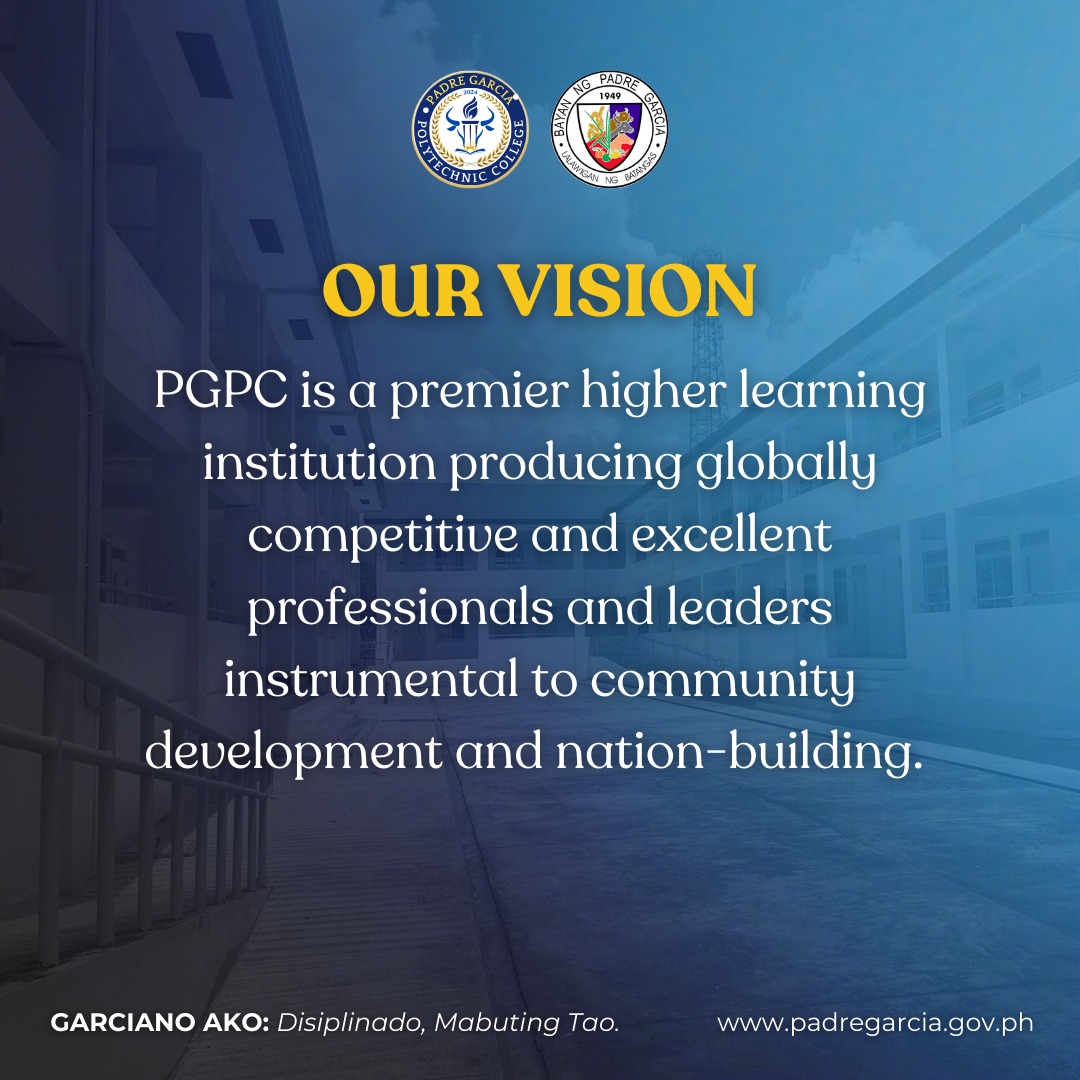 PADRE GARCIA
2024
POLYTECHNIC COLLEGE
BAYAN NG PADRE GARCIA
1949
LALAWIGAN NG BATANGAS
OUR VISION
PGPC is a premier higher learning
institution producing globally
competitive and excellent
professionals and leaders
instrumental to community
development and nation-building.
GARCIANO AKO: Disiplinado, Mabuting Tao.
www.padregarcia.gov.ph